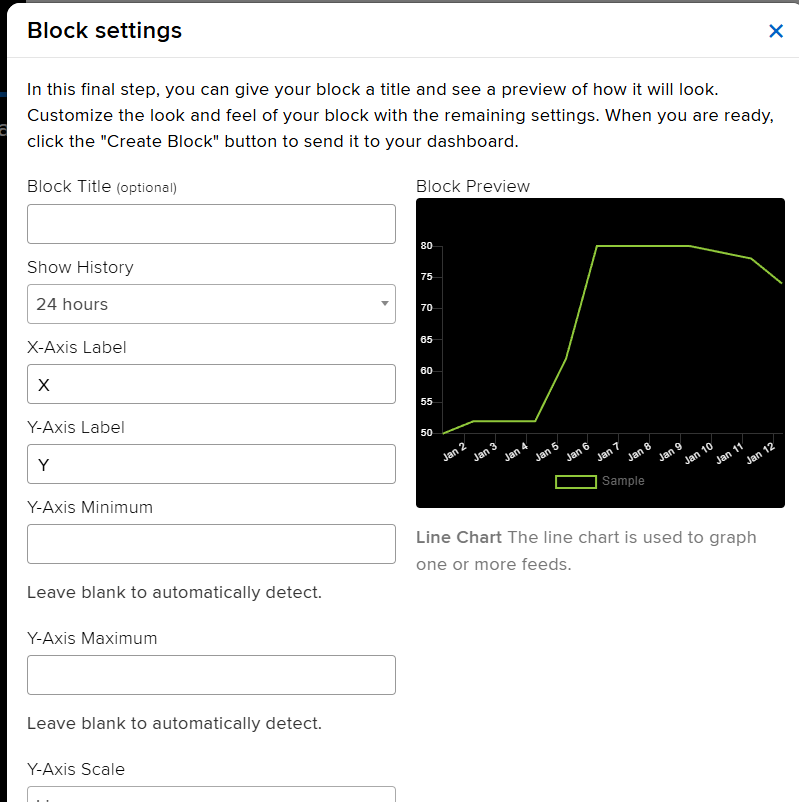 Block settings
In this final step, you can give your block a title and see a preview of how it will look.
Customize the look and feel of your block with the remaining settings. When you are ready,
click the "Create Block" button to send it to your dashboard.
Block Title (optional)
Show History
24 hours
X-Axis Label
X
Y-Axis Label
Y
Y-Axis Minimum
Leave blank to automatically detect.
Y-Axis Maximum
Leave blank to automatically detect.
Y-Axis Scale
Block Preview
80
75
70
65
60
55
50
Jan 2 Jan 3 Jan 4 Jan 5 Jan 6 Jan 7 Jan 8 Jan 9 Jan 10 Jan 11 Jan 12
Sample
Line Chart The line chart is used to graph
one or more feeds.